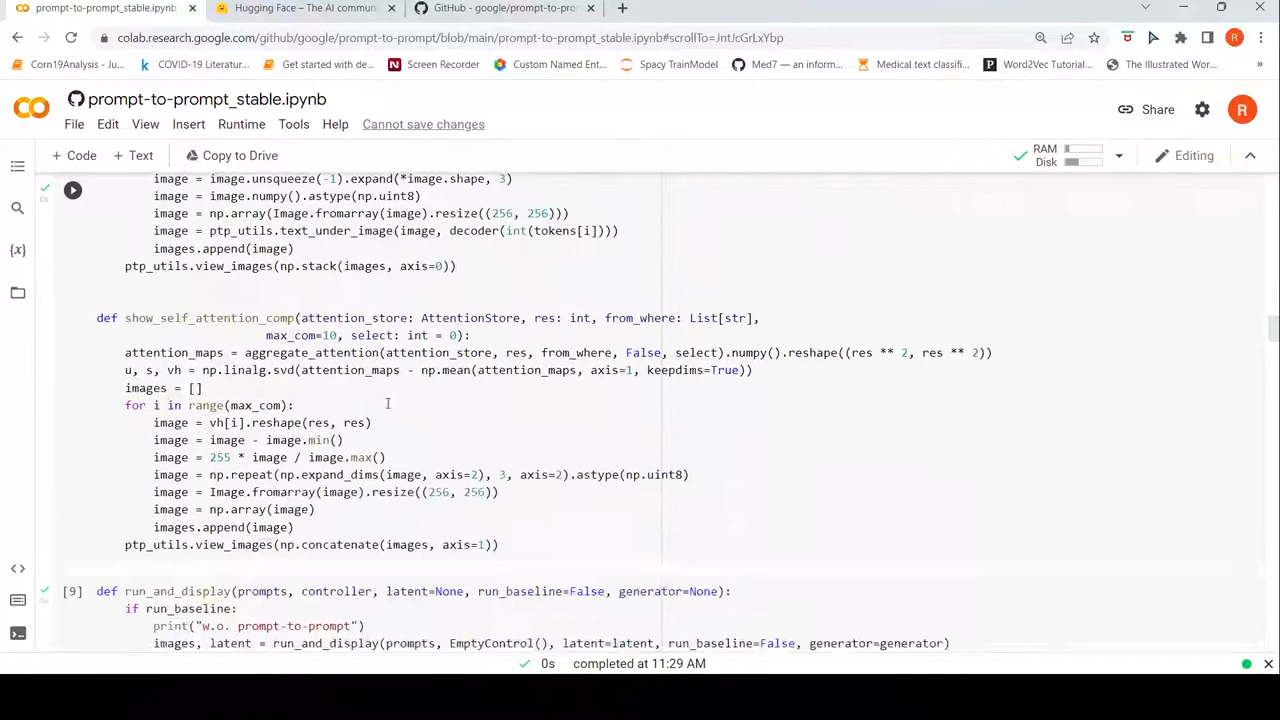 prompt-to-prompt_stable.ipynb
Hugging Face – The AI commun
GitHub - google/prompt-to-pro
colab.research.google.com/github/google/prompt-to-prompt/blob/main/prompt-to-prompt_stable.ipynb#scrollTo=JntJcGrLxYbp
R
Corn19Analysis - Ju...
COVID-19 Literatur...
Get started with de...
Screen Recorder
Custom Named Ent...
Spacy TrainModel
Med7 — an inform...
Medical text classifi...
Word2Vec Tutorial...
The Illustrated Wor...
»
prompt-to-prompt_stable.ipynb
Share
R
File Edit View Insert Runtime Tools Help Cannot save changes
+ Code + Text Copy to Drive
RAM
Disk
Editing
image = image.unsqueeze(-1).expand(*image.shape, 3)
image = image.numpy().astype(np.uint8)
image = np.array(Image.fromarray(image).resize((256, 256)))
image = ptp_utils.text_under_image(image, decoder(int(tokens[i])))
images.append(image)
ptp_utils.view_images(np.stack(images, axis=0))
0s
{x}
def show_self_attention_comp(attention_store: AttentionStore, res: int, from_where: List[str],
max_com=10, select: int = 0):
attention_maps = aggregate_attention(attention_store, res, from_where, False, select).numpy().reshape((res ** 2, res ** 2))
u, s, vh = np.linalg.svd(attention_maps - np.mean(attention_maps, axis=1, keepdims=True))
images = []
for i in range(max_com):
image = vh[i].reshape(res, res)
image = image - image.min()
image = 255 * image / image.max()
image = np.repeat(np.expand_dims(image, axis=2), 3, axis=2).astype(np.uint8)
image = Image.fromarray(image).resize((256, 256))
image = np.array(image)
images.append(image)
ptp_utils.view_images(np.concatenate(images, axis=1))
[9] def run_and_display(prompts, controller, latent=None, run_baseline=False, generator=None):
if run_baseline:
print("w.o. prompt-to-prompt")
images, latent = run_and_display(prompts, EmptyControl(), latent=latent, run_baseline=False, generator=generator)
0s completed at 11:29 AM